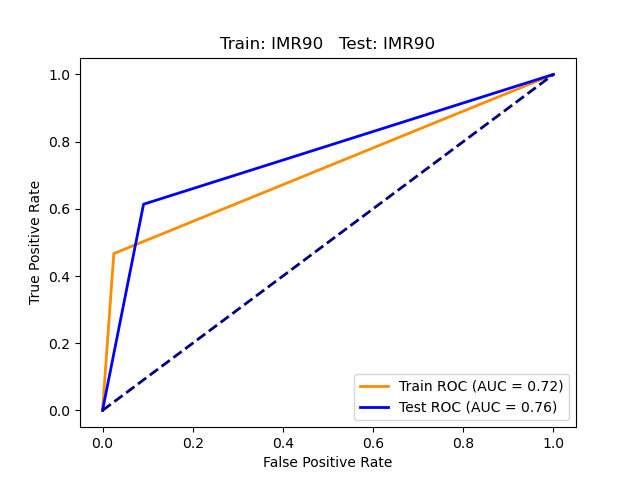 Train: IMR90   Test: IMR90
1.0
0.8
0.6
0.4
0.2
0.0
True Positive Rate
Train ROC (AUC = 0.72)
Test ROC (AUC = 0.76)
0.0 0.2 0.4 0.6 0.8 1.0
False Positive Rate